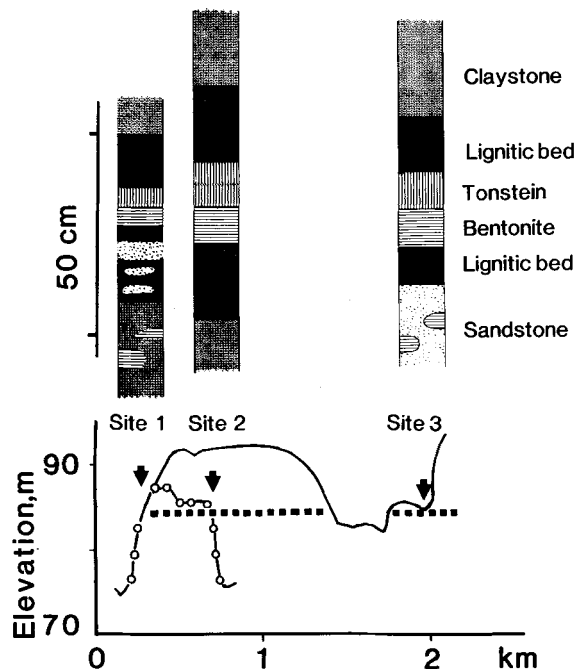 Claystone
Lignitic bed
Tonstein
Bentonite
Lignitic bed
Sandstone
50 cm
Site 1
Site 2
Site 3
Elevation,m
90
70
0
1
2
km